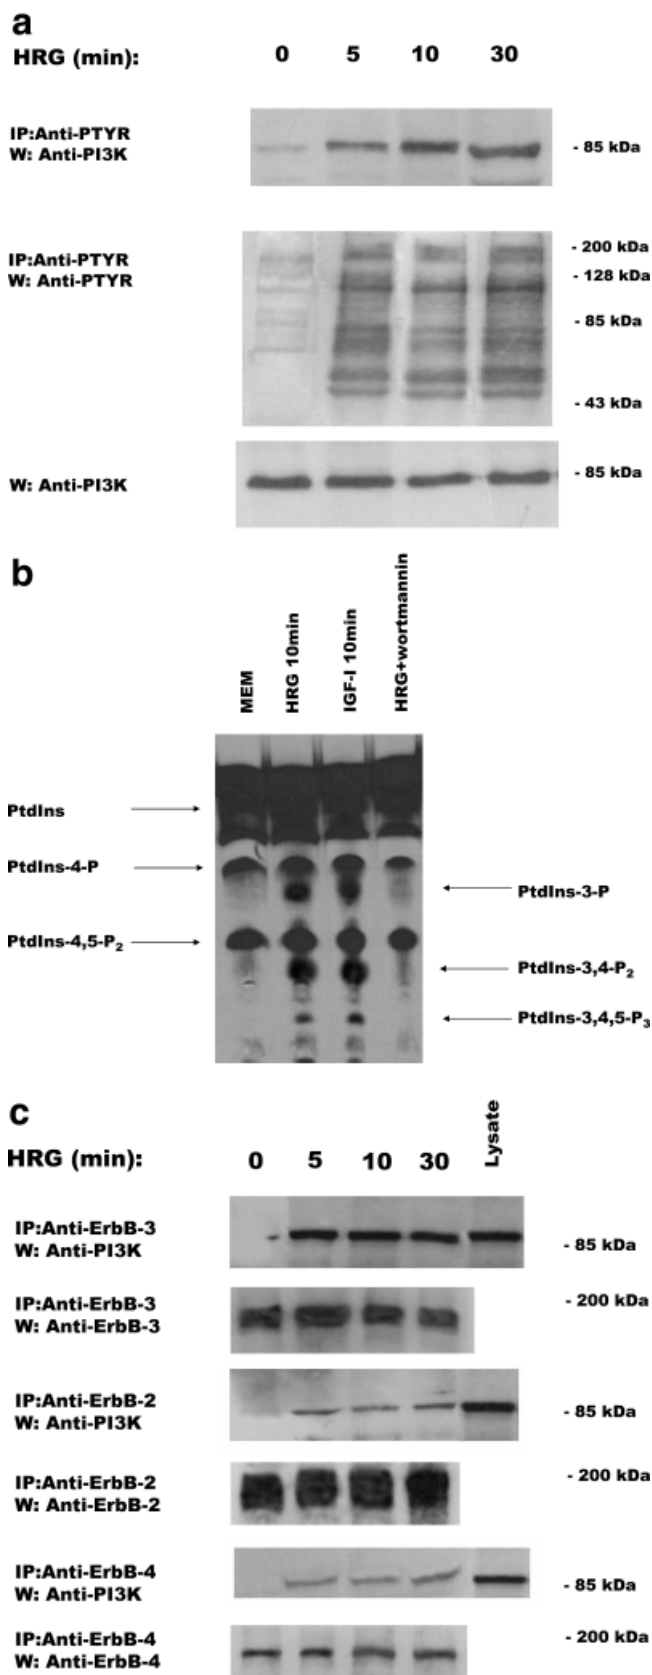 a
HRG (min): 0 5 10 30
IP:Anti-PTYR
W: Anti-PI3K
- 85 kDa
IP:Anti-PTYR
W: Anti-PTYR
- 200 kDa
- 128 kDa
- 85 kDa
- 43 kDa
W: Anti-PI3K
- 85 kDa
b
MEM
HRG 10min
IGF-I 10min
HRG+wortmannin
PtdIns
PtdIns-4-P
PtdIns-3-P
PtdIns-4,5-P₂
PtdIns-3,4-P₂
PtdIns-3,4,5-P₃
c
HRG (min): 0 5 10 30 Lysate
IP:Anti-ErbB-3
W: Anti-PI3K
- 85 kDa
IP:Anti-ErbB-3
W: Anti-ErbB-3
- 200 kDa
IP:Anti-ErbB-2
W: Anti-PI3K
- 85 kDa
IP:Anti-ErbB-2
W: Anti-ErbB-2
- 200 kDa
IP:Anti-ErbB-4
W: Anti-PI3K
- 85 kDa
IP:Anti-ErbB-4
W: Anti-ErbB-4
- 200 kDa